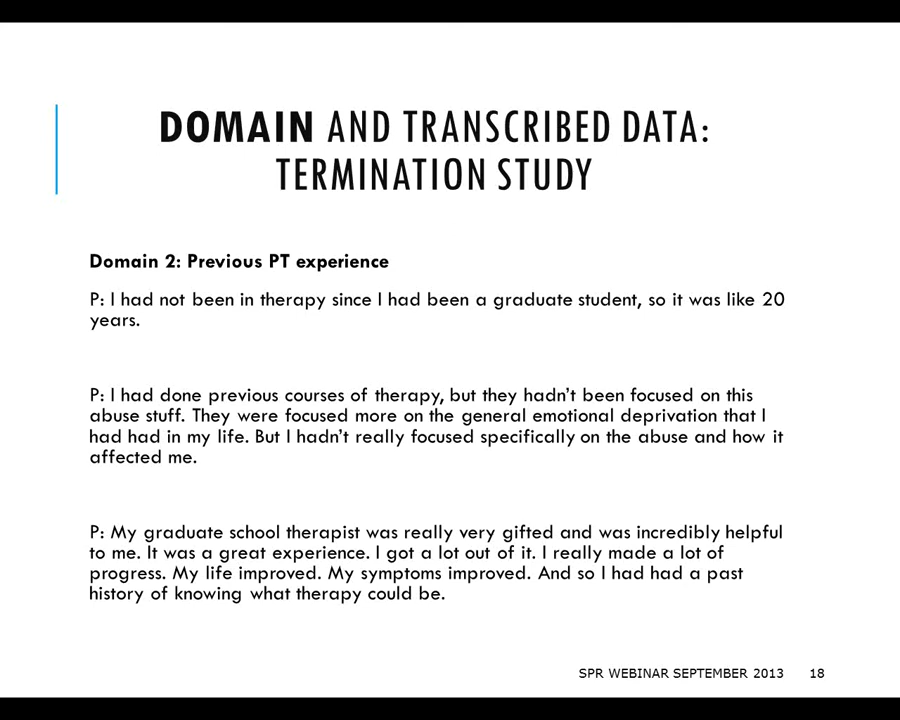 DOMAIN AND TRANSCRIBED DATA:
TERMINATION STUDY
Domain 2: Previous PT experience
P: I had not been in therapy since I had been a graduate student, so it was like 20
years.
P: I had done previous courses of therapy, but they hadn't been focused on this
abuse stuff. They were focused more on the general emotional deprivation that I
had had in my life. But I hadn't really focused specifically on the abuse and how it
affected me.
P: My graduate school therapist was really very gifted and was incredibly helpful
to me. It was a great experience. I got a lot out of it. I really made a lot of
progress. My life improved. My symptoms improved. And so I had had a past
history of knowing what therapy could be.
SPR WEBINAR SEPTEMBER 2013 18